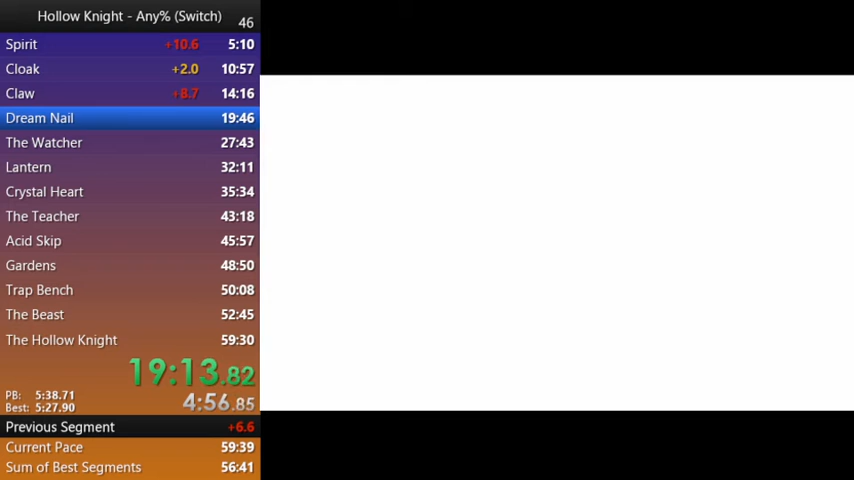 Hollow Knight - Any% (Switch) 46
Spirit +10.6 5:10
Cloak +2.0 10:57
Claw +8.7 14:16
Dream Nail 19:46
The Watcher 27:43
Lantern 32:11
Crystal Heart 35:34
The Teacher 43:18
Acid Skip 45:57
Gardens 48:50
Trap Bench 50:08
The Beast 52:45
The Hollow Knight 59:30
19:13.82
PB: 5:38.71
Best: 5:27.90
4:56.85
Previous Segment +6.6
Current Pace 59:39
Sum of Best Segments 56:41